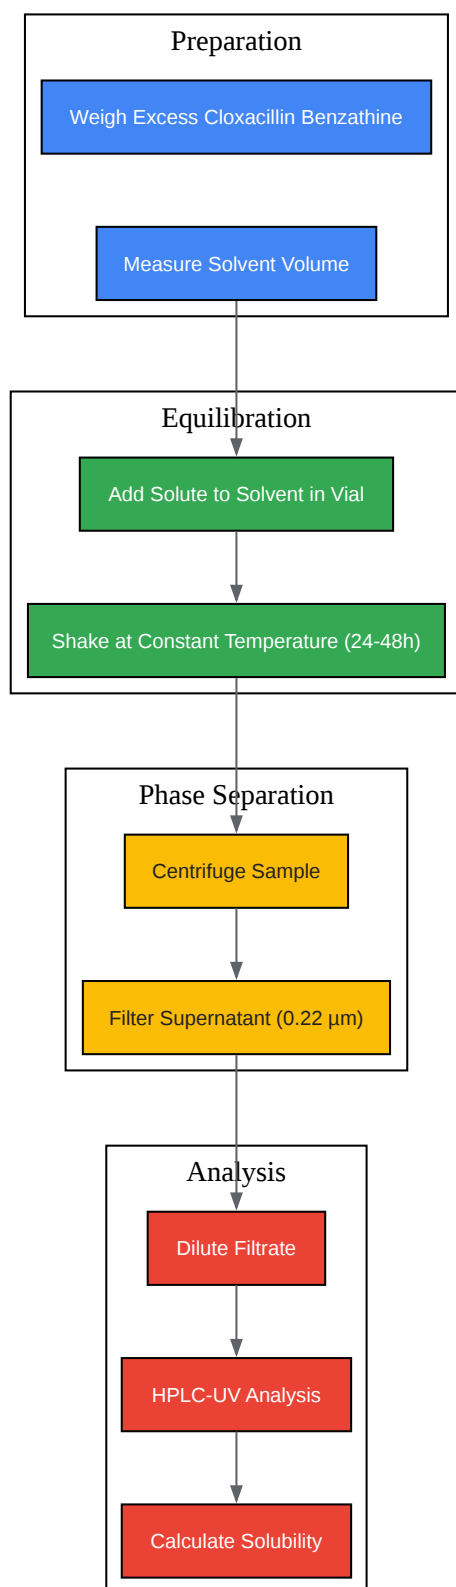 Preparation
Weigh Excess Cloxacillin Benzathine
Measure Solvent Volume
Equilibration
Add Solute to Solvent in Vial
Shake at Constant Temperature (24-48h)
Phase Separation
Centrifuge Sample
Filter Supernatant (0.22 µm)
Analysis
Dilute Filtrate
HPLC-UV Analysis
Calculate Solubility